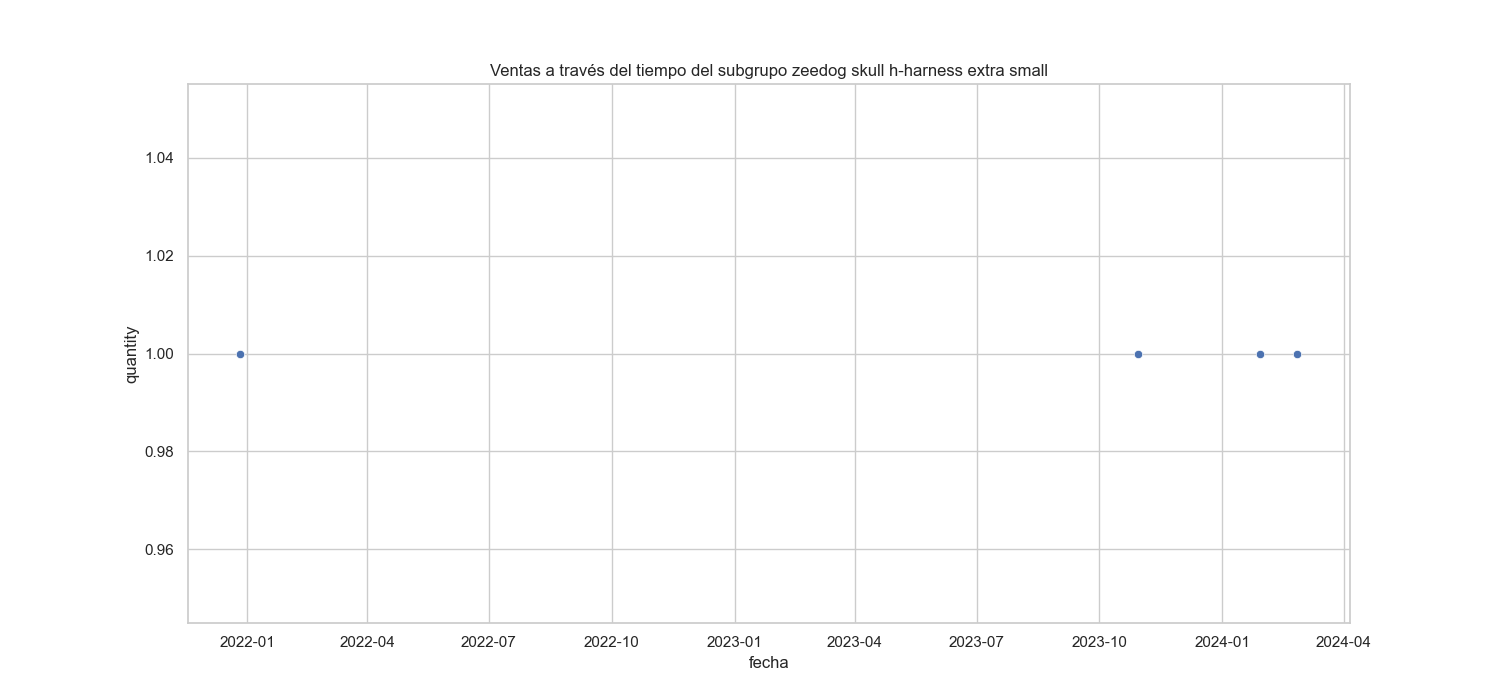 Ventas a través del tiempo del subgrupo zeedog skull h-harness extra small
1.04
1.02
1.00
0.98
0.96
quantity
2022-01 2022-04 2022-07 2022-10 2023-01 2023-04 2023-07 2023-10 2024-01 2024-04
fecha